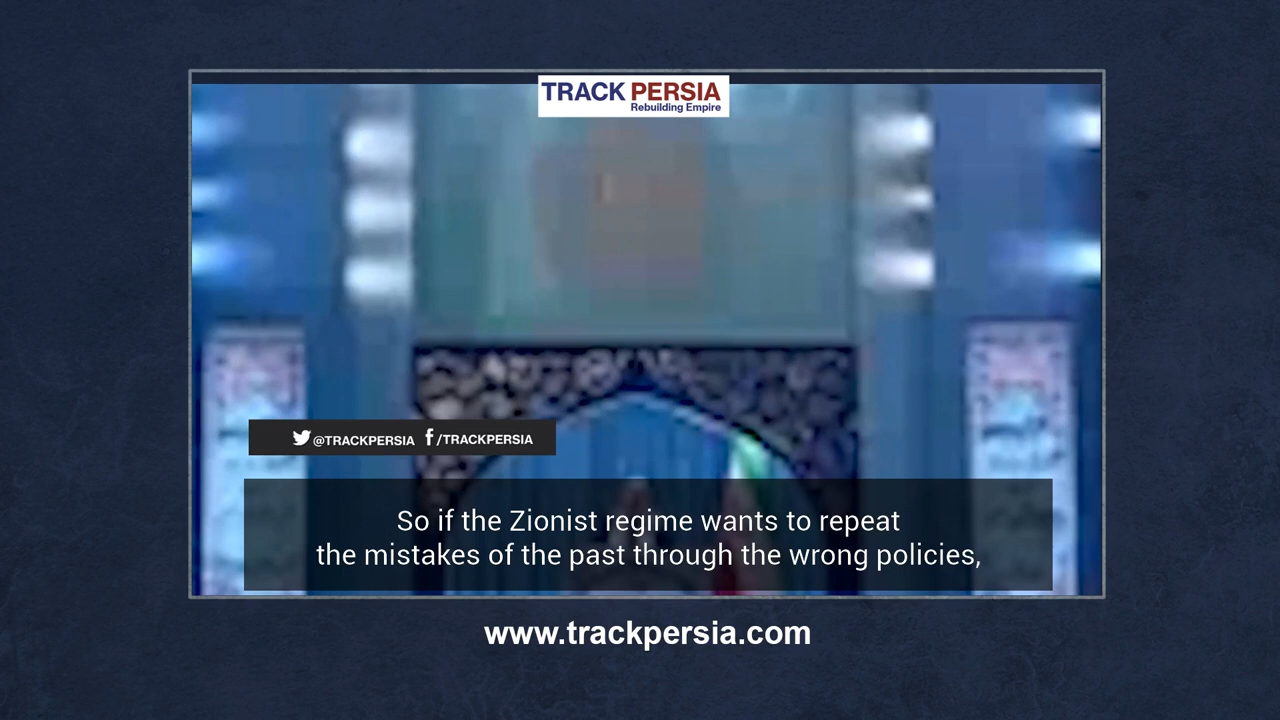 TRACK PERSIA
Rebuilding Empire
@TRACKPERSIA f/TRACKPERSIA
So if the Zionist regime wants to repeat
the mistakes of the past through the wrong policies,
www.trackpersia.com